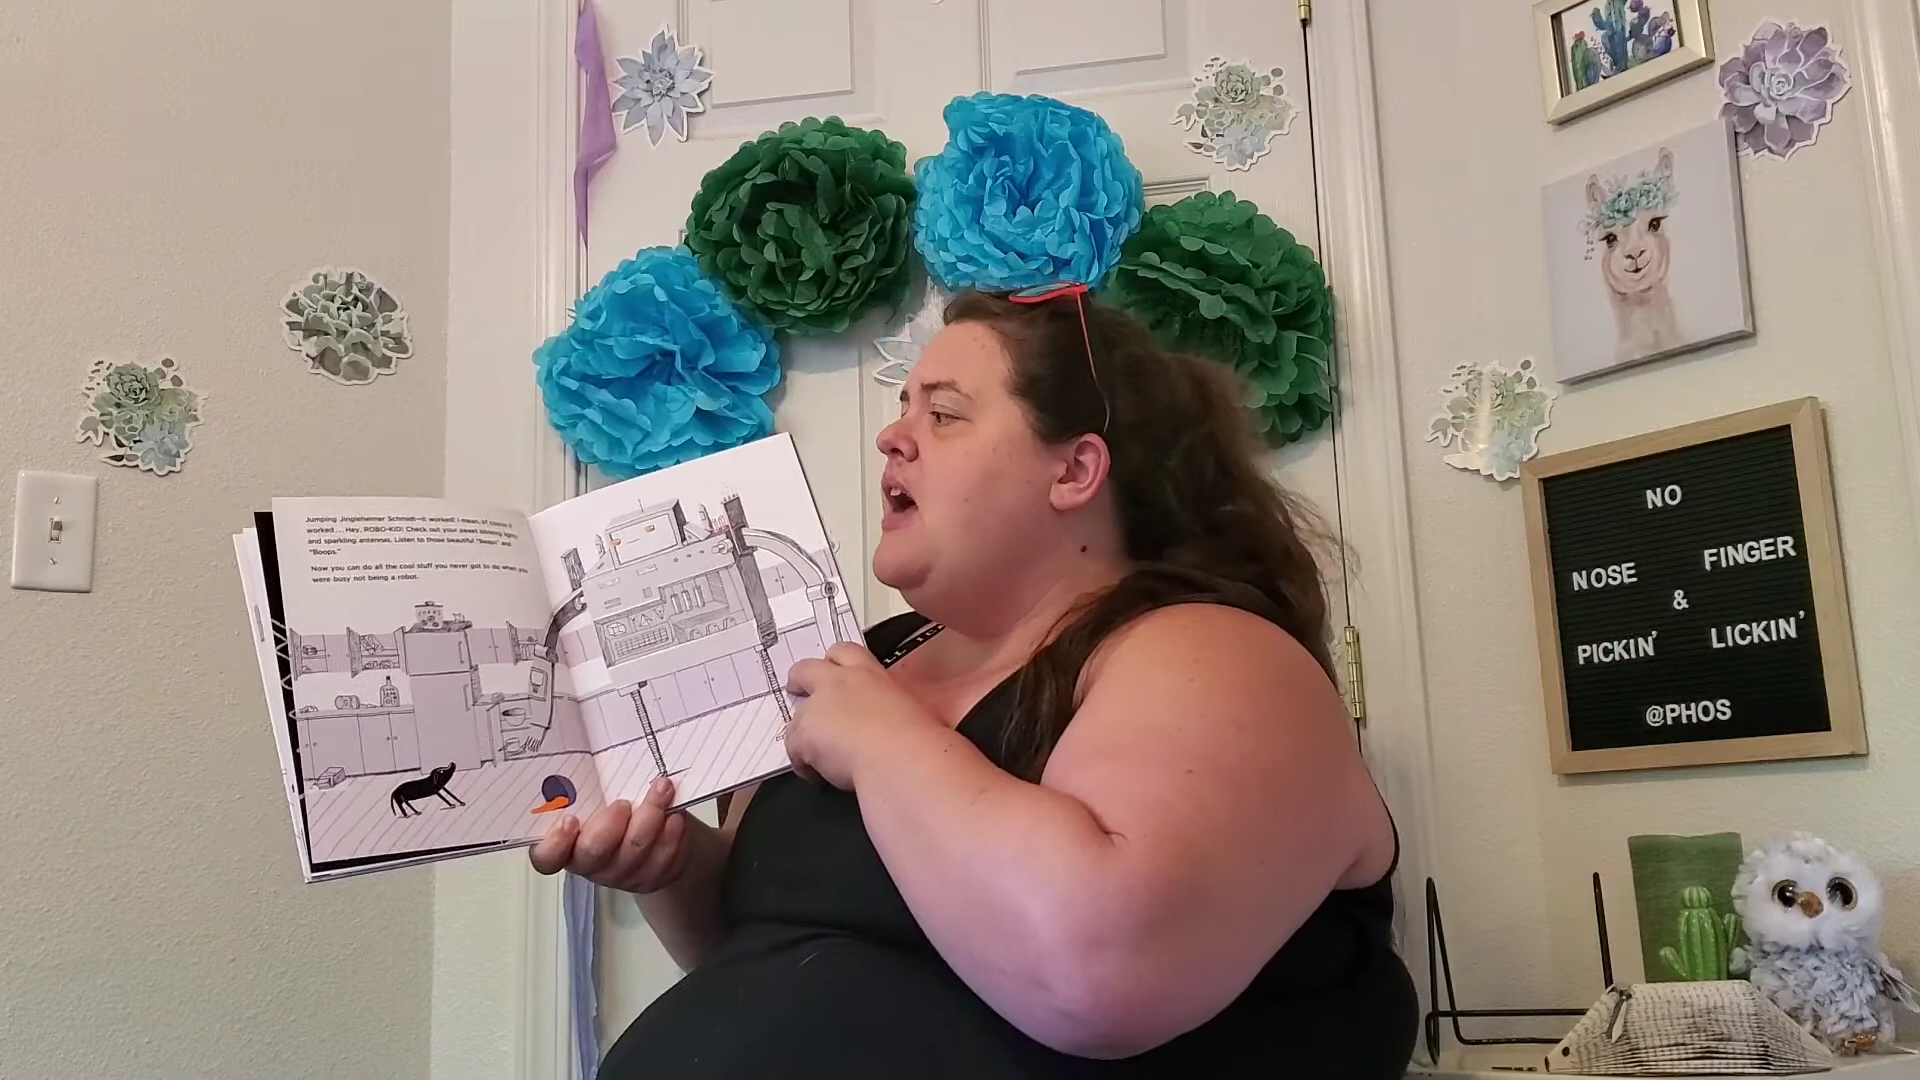 Jumping Jingleheimer Schmidt—it worked! I mean, of course it
worked... Hey, ROBO-KID! Check out your sweet blinking lights
and sparkling antennas. Listen to those beautiful "Beeps" and
"Boops."
Now you can do all the cool stuff you never got to do when you
were busy not being a robot.
NO
NOSE FINGER
&
PICKIN' LICKIN'
@PHOS